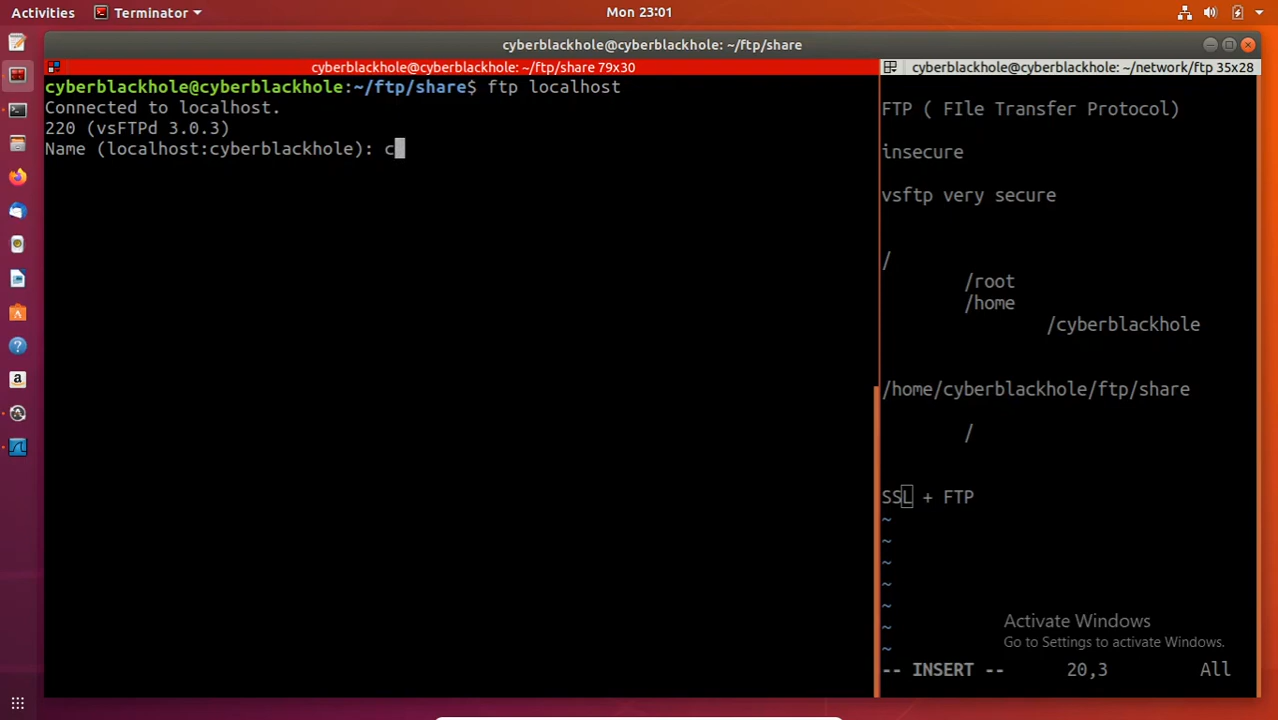 Activities Terminator Mon 23:01
cyberblackhole@cyberblackhole: ~/ftp/share
cyberblackhole@cyberblackhole: ~/ftp/share 79x30
cyberblackhole@cyberblackhole:~/ftp/share$ ftp localhost
Connected to localhost.
220 (vsFTPd 3.0.3)
Name (localhost:cyberblackhole): c
cyberblackhole@cyberblackhole: ~/network/ftp 35x28
FTP ( FIle Transfer Protocol)
insecure
vsftp very secure
/
/root
/home
/cyberblackhole
/home/cyberblackhole/ftp/share
/
SSL + FTP
~
~
~
~
~
~
~
Activate Windows
Go to Settings to activate Windows.
-- INSERT -- 20,3 All